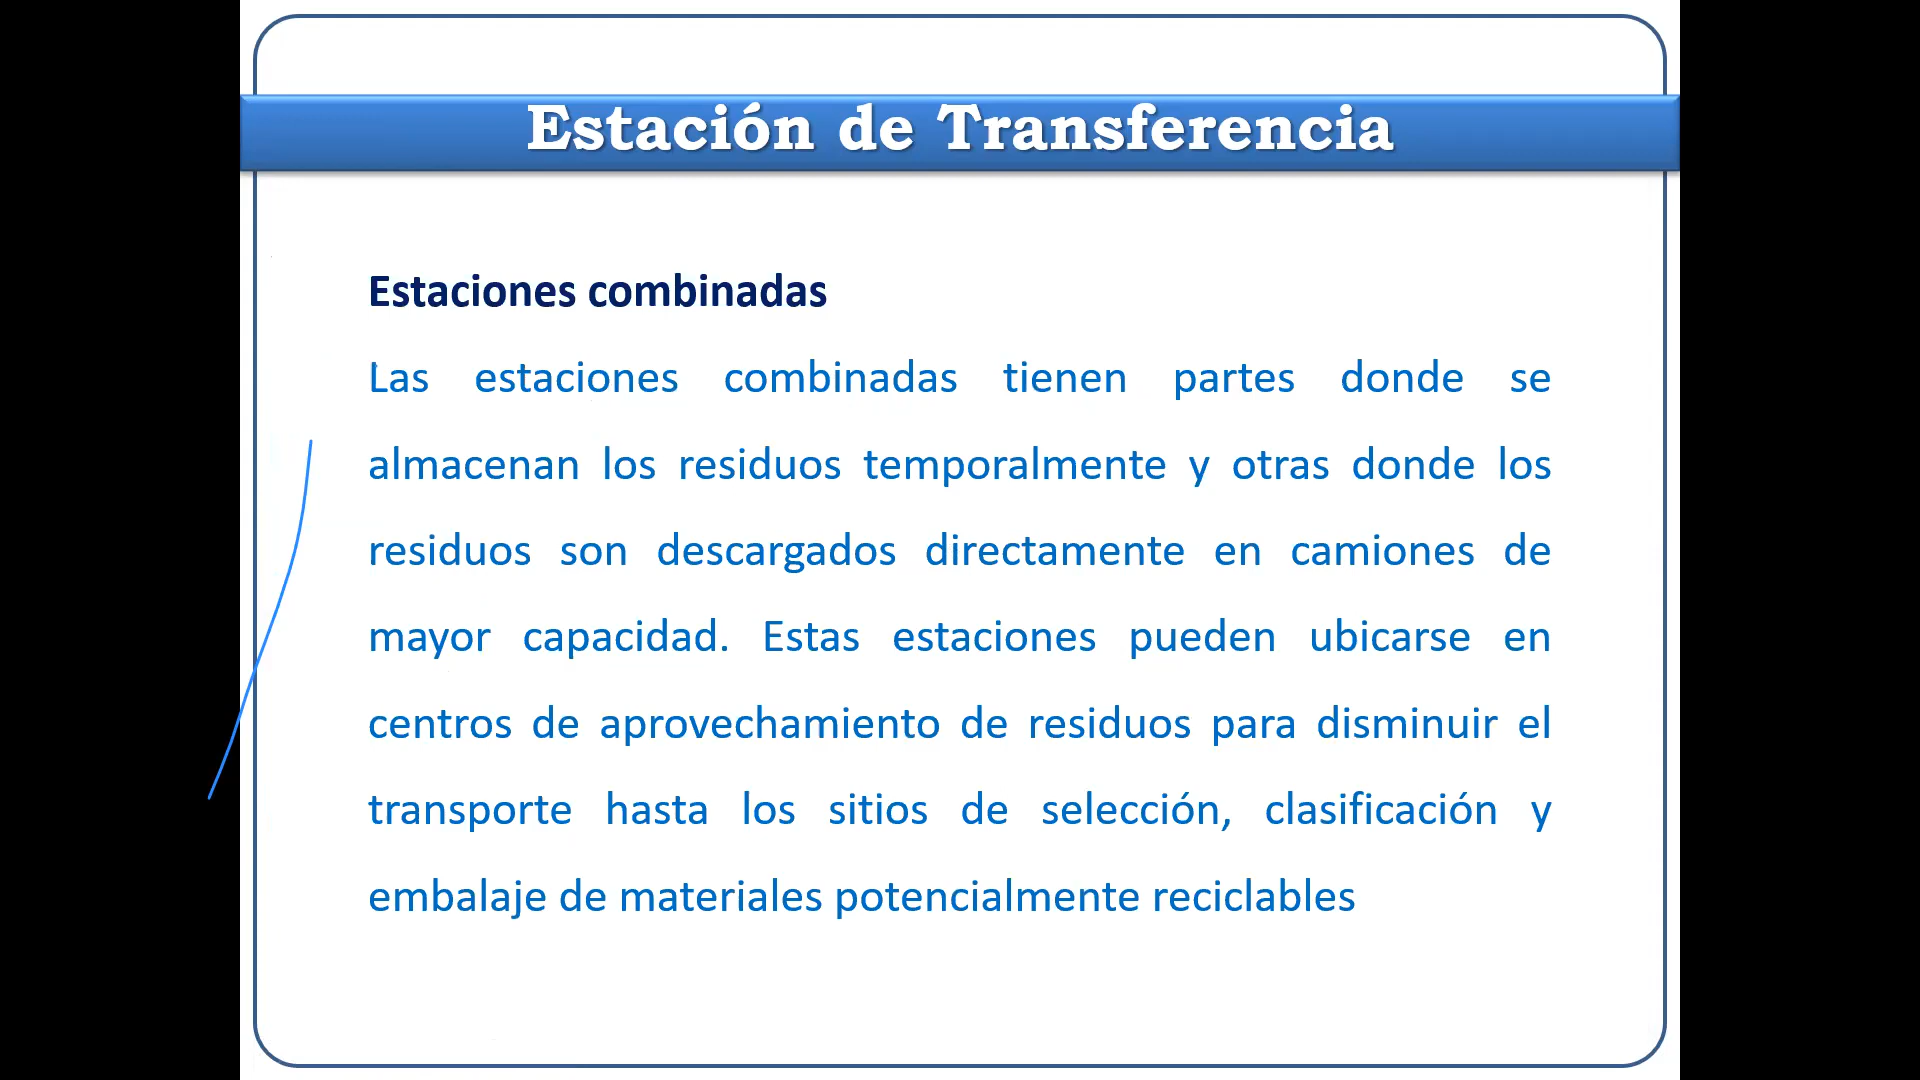 Estación de Transferencia
Estaciones combinadas
Las estaciones combinadas tienen partes donde se
almacenan los residuos temporalmente y otras donde los
residuos son descargados directamente en camiones de
mayor capacidad. Estas estaciones pueden ubicarse en
centros de aprovechamiento de residuos para disminuir el
transporte hasta los sitios de selección, clasificación y
embalaje de materiales potencialmente reciclables